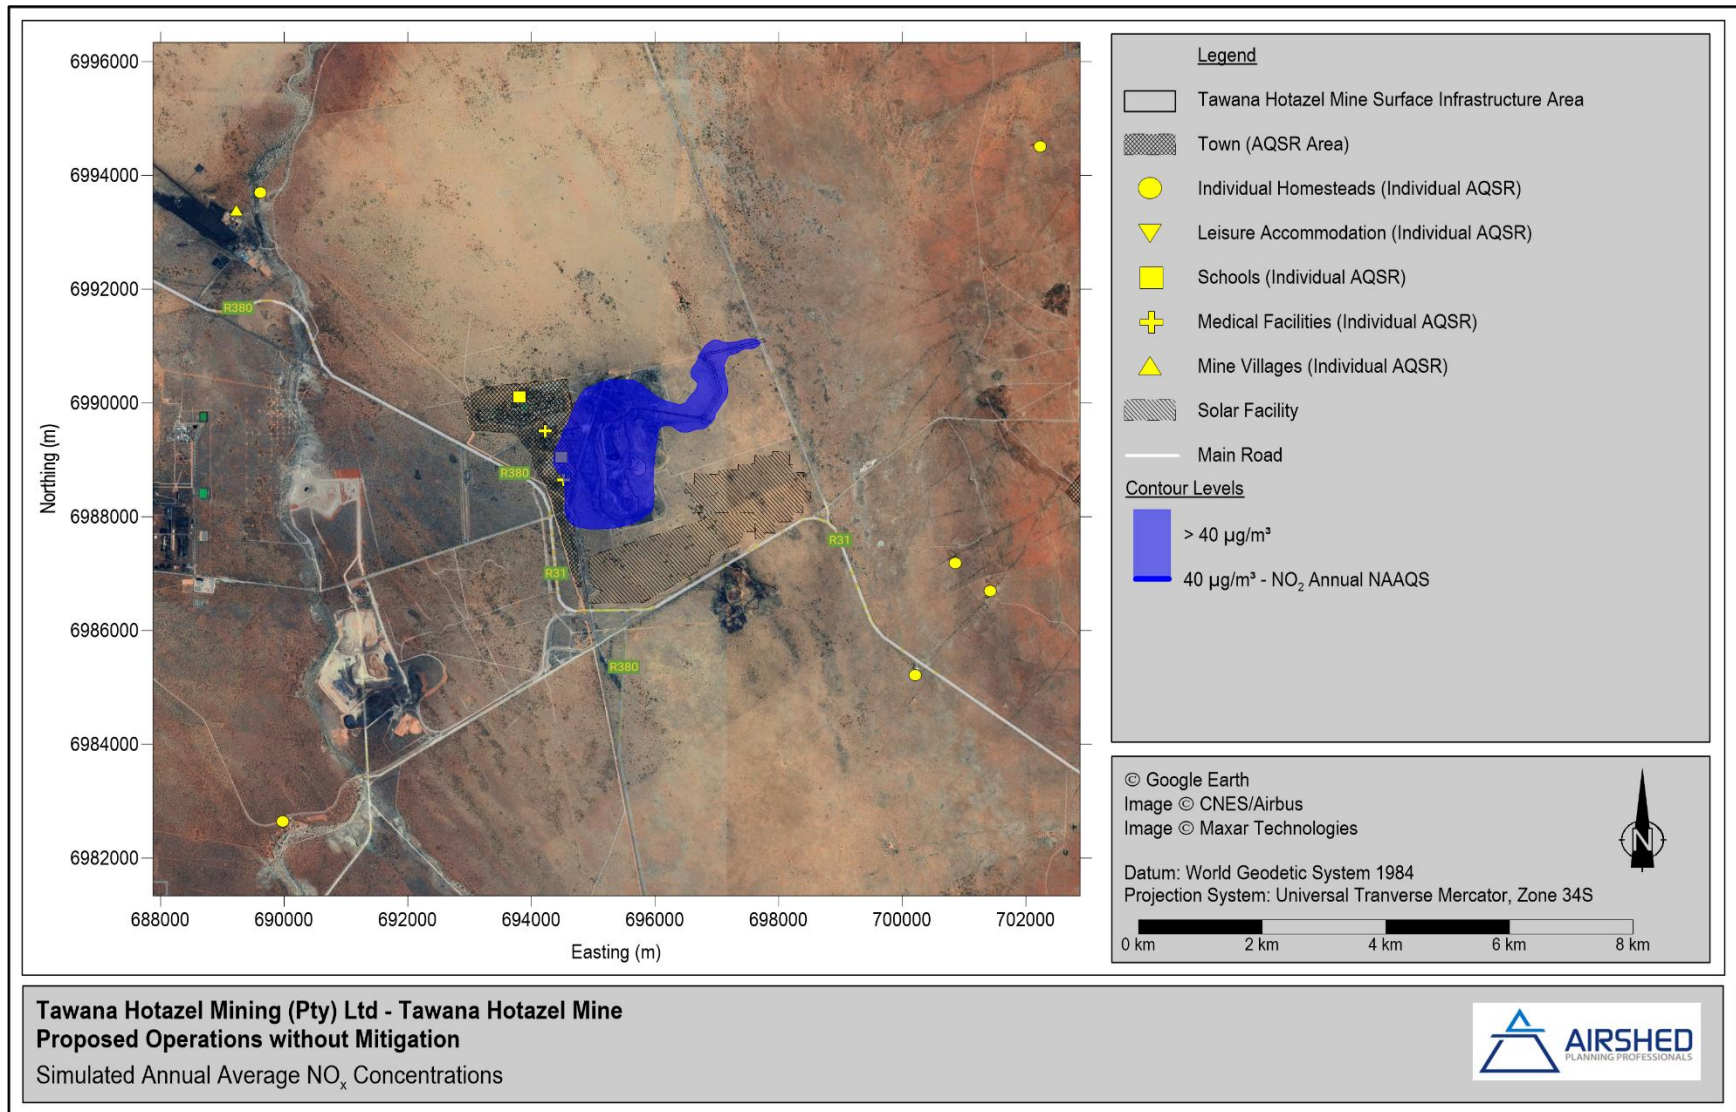 6996000
6994000
6992000
6990000
6988000
6986000
6984000
6982000
Northing (m)
688000 690000 692000 694000 696000 698000 700000 702000
Easting (m)
R380
R380
R31
R31
R380
Legend
Tawana Hotazel Mine Surface Infrastructure Area
Town (AQSR Area)
Individual Homesteads (Individual AQSR)
Leisure Accommodation (Individual AQSR)
Schools (Individual AQSR)
Medical Facilities (Individual AQSR)
Mine Villages (Individual AQSR)
Solar Facility
Main Road
Contour Levels
> 40 µg/m³
40 µg/m³ - NO₂ Annual NAAQS
© Google Earth
Image © CNES/Airbus
Image © Maxar Technologies
Datum: World Geodetic System 1984
Projection System: Universal Tranverse Mercator, Zone 34S
N
0 km 2 km 4 km 6 km 8 km
Tawana Hotazel Mining (Pty) Ltd - Tawana Hotazel Mine
Proposed Operations without Mitigation
Simulated Annual Average NOₓ Concentrations
AIRSHED
PLANNING PROFESSIONALS